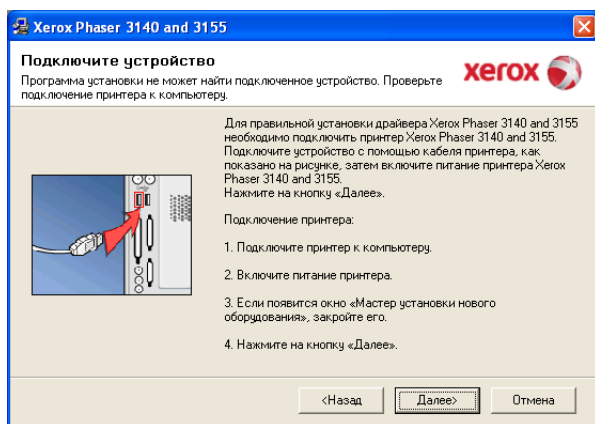 Xerox Phaser 3140 and 3155
Подключите устройство
Программа установки не может найти подключенное устройство. Проверьте
подключение принтера к компьютеру.
xerox
Для правильной установки драйвера Xerox Phaser 3140 and 3155
необходимо подключить принтер Xerox Phaser 3140 and 3155.
Подключите устройство с помощью кабеля принтера, как
показано на рисунке, затем включите питание принтера Xerox
Phaser 3140 and 3155.
Нажмите на кнопку «Далее».
Подключение принтера:
1. Подключите принтер к компьютеру.
2. Включите питание принтера.
3. Если появится окно «Мастер установки нового
оборудования», закройте его.
4. Нажмите на кнопку «Далее».
<Назад
Далее>
Отмена